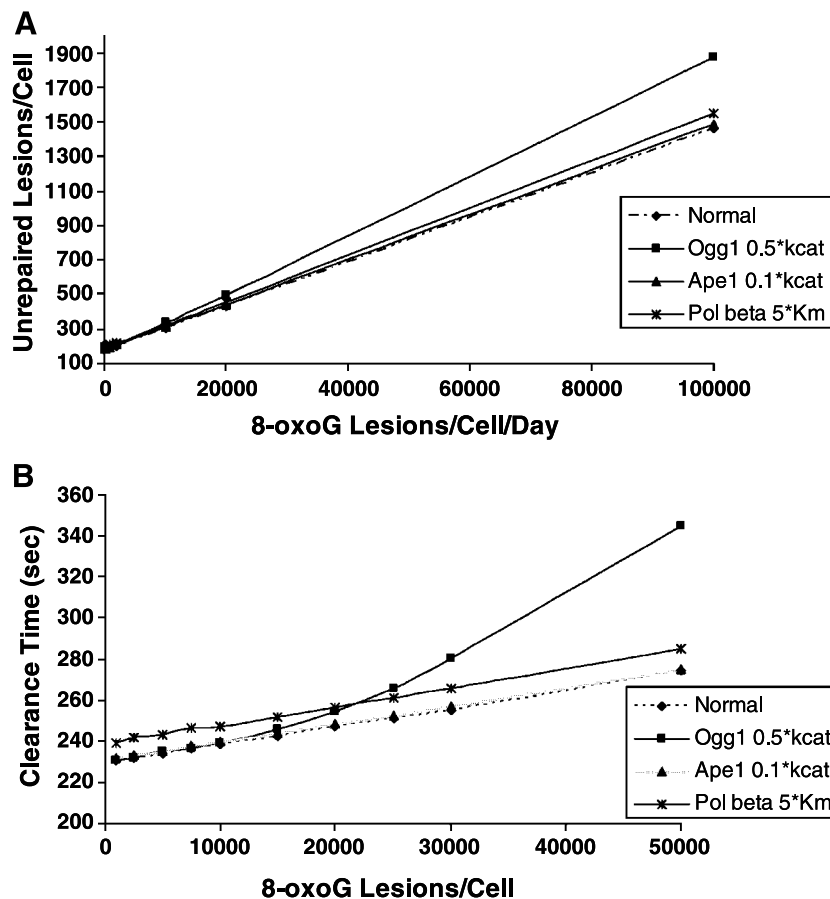 A
Unrepaired Lesions/Cell
1900
1700
1500
1300
1100
900
700
500
300
100
0
20000
40000
60000
80000
100000
8-oxoG Lesions/Cell/Day
Normal
Ogg1 0.5*kcat
Ape1 0.1*kcat
Pol beta 5*Km
B
Clearance Time (sec)
360
340
320
300
280
260
240
220
200
0
10000
20000
30000
40000
50000
8-oxoG Lesions/Cell
Normal
Ogg1 0.5*kcat
Ape1 0.1*kcat
Pol beta 5*Km